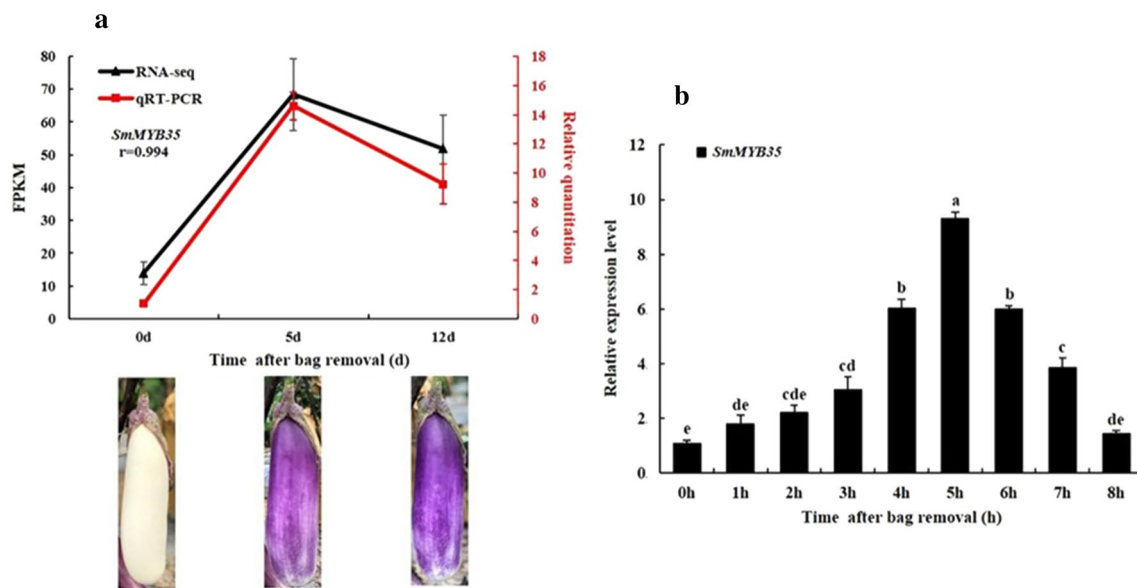 a
80
70
60
50
40
30
20
10
0
FPKM
RNA-seq
qRT-PCR
SmMYB35
r=0.994
18
16
14
12
10
8
6
4
2
0
Relative quantitation
0d 5d 12d
Time after bag removal (d)
b
12
10
8
6
4
2
0
Relative expression level
SmMYB35
e de cde cd b a b c de
0h 1h 2h 3h 4h 5h 6h 7h 8h
Time after bag removal (h)